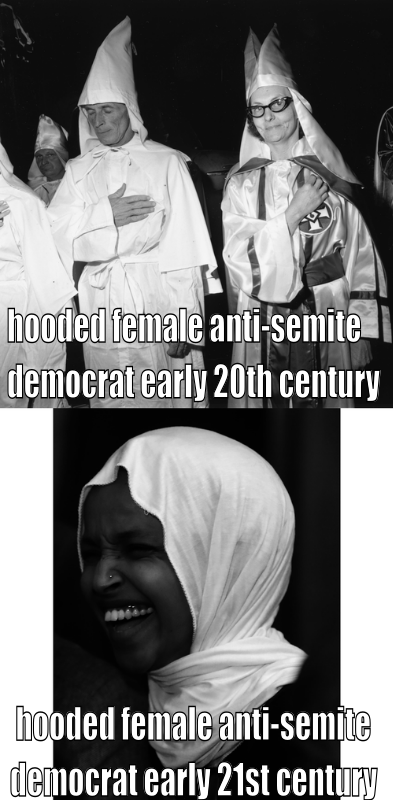 hooded female anti-semite
democrat early 20th century
hooded female anti-semite
democrat early 21st century